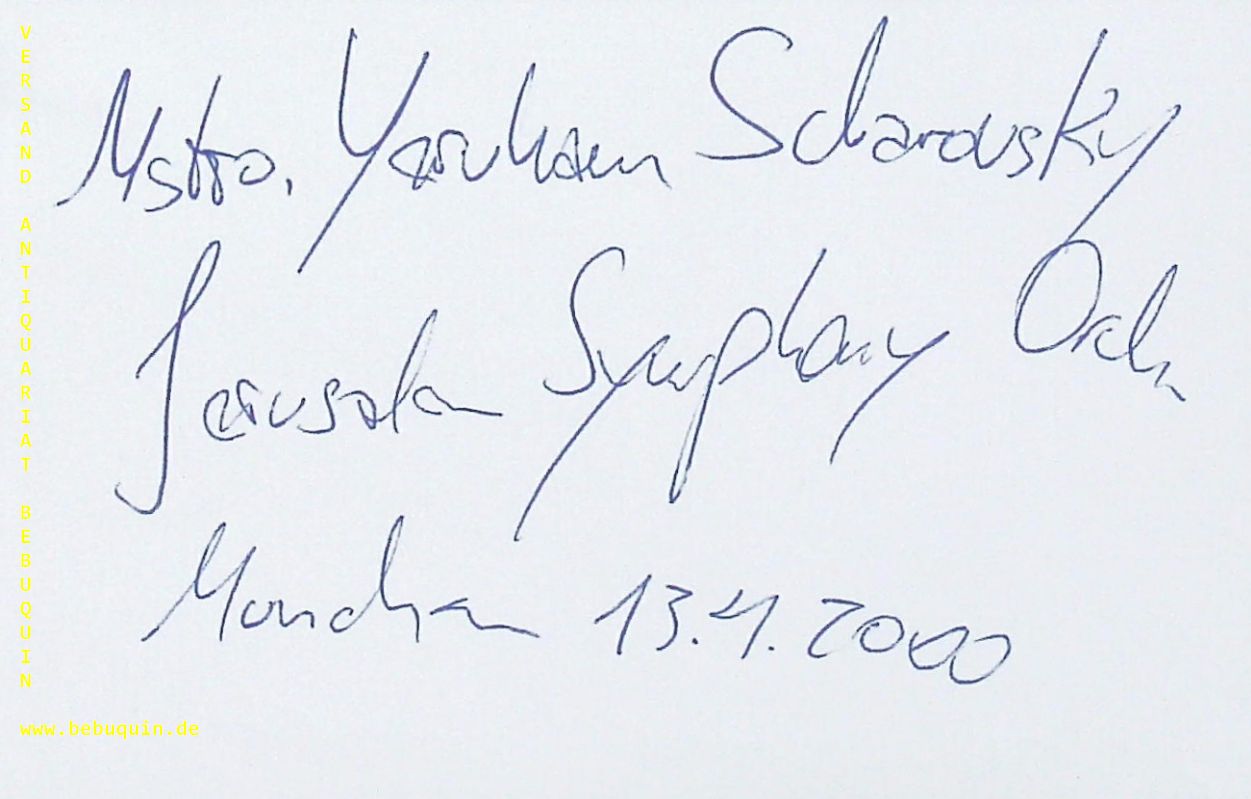 Mstro. Yeruham Scharovsky
Jerusalem Symphony Orch
München 13.4.2000
VERSAND ANTIQUARIAT BEBUQUIN
www.bebuquin.de